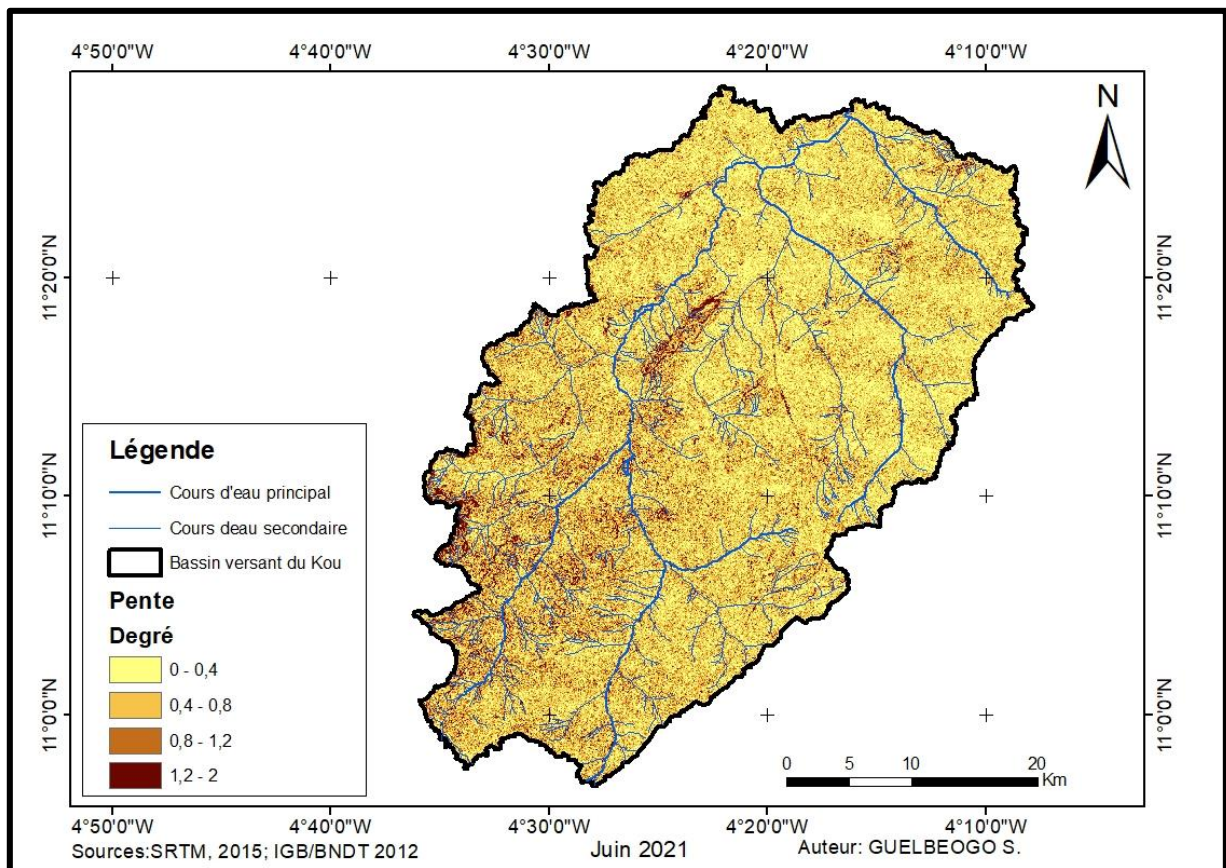 4°50'0"W 4°40'0"W 4°30'0"W 4°20'0"W 4°10'0"W
N
11°20'0"N 11°20'0"N
11°10'0"N 11°10'0"N
11°0'0"N 11°0'0"N
Légende
Cours d'eau principal
Cours deau secondaire
Bassin versant du Kou
Pente
Degré
0 - 0,4
0,4 - 0,8
0,8 - 1,2
1,2 - 2
0 5 10 20
Km
4°50'0"W 4°40'0"W 4°30'0"W 4°20'0"W 4°10'0"W
Sources:SRTM, 2015; IGB/BNDT 2012 Juin 2021 Auteur: GUELBEOGO S.